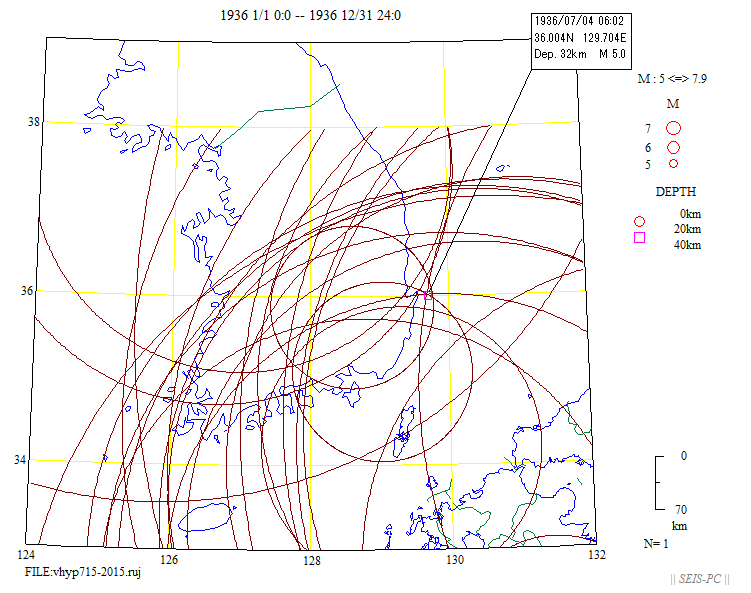 1936 1/1 0:0 -- 1936 12/31 24:0
1936/07/04 06:02
36.004N 129.704E
Dep. 32km M 5.0
M : 5 <=> 7.9
M
7
6
5
DEPTH
0km
20km
40km
38
36
34
124
126
128
130
132
0
70
km
N= 1
FILE:vhyp715-2015.ruj
|| SEIS-PC ||